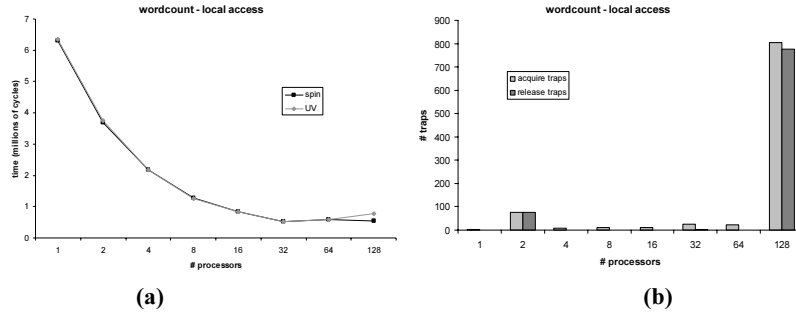 wordcount - local access
7
6
5
4
3
2
1
0
time (millions of cycles)
spin
UV
1 2 4 8 16 32 64 128
# processors
(a)
wordcount - local access
900
800
700
600
500
400
300
200
100
0
# traps
acquire traps
release traps
1 2 4 8 16 32 64 128
# processors
(b)